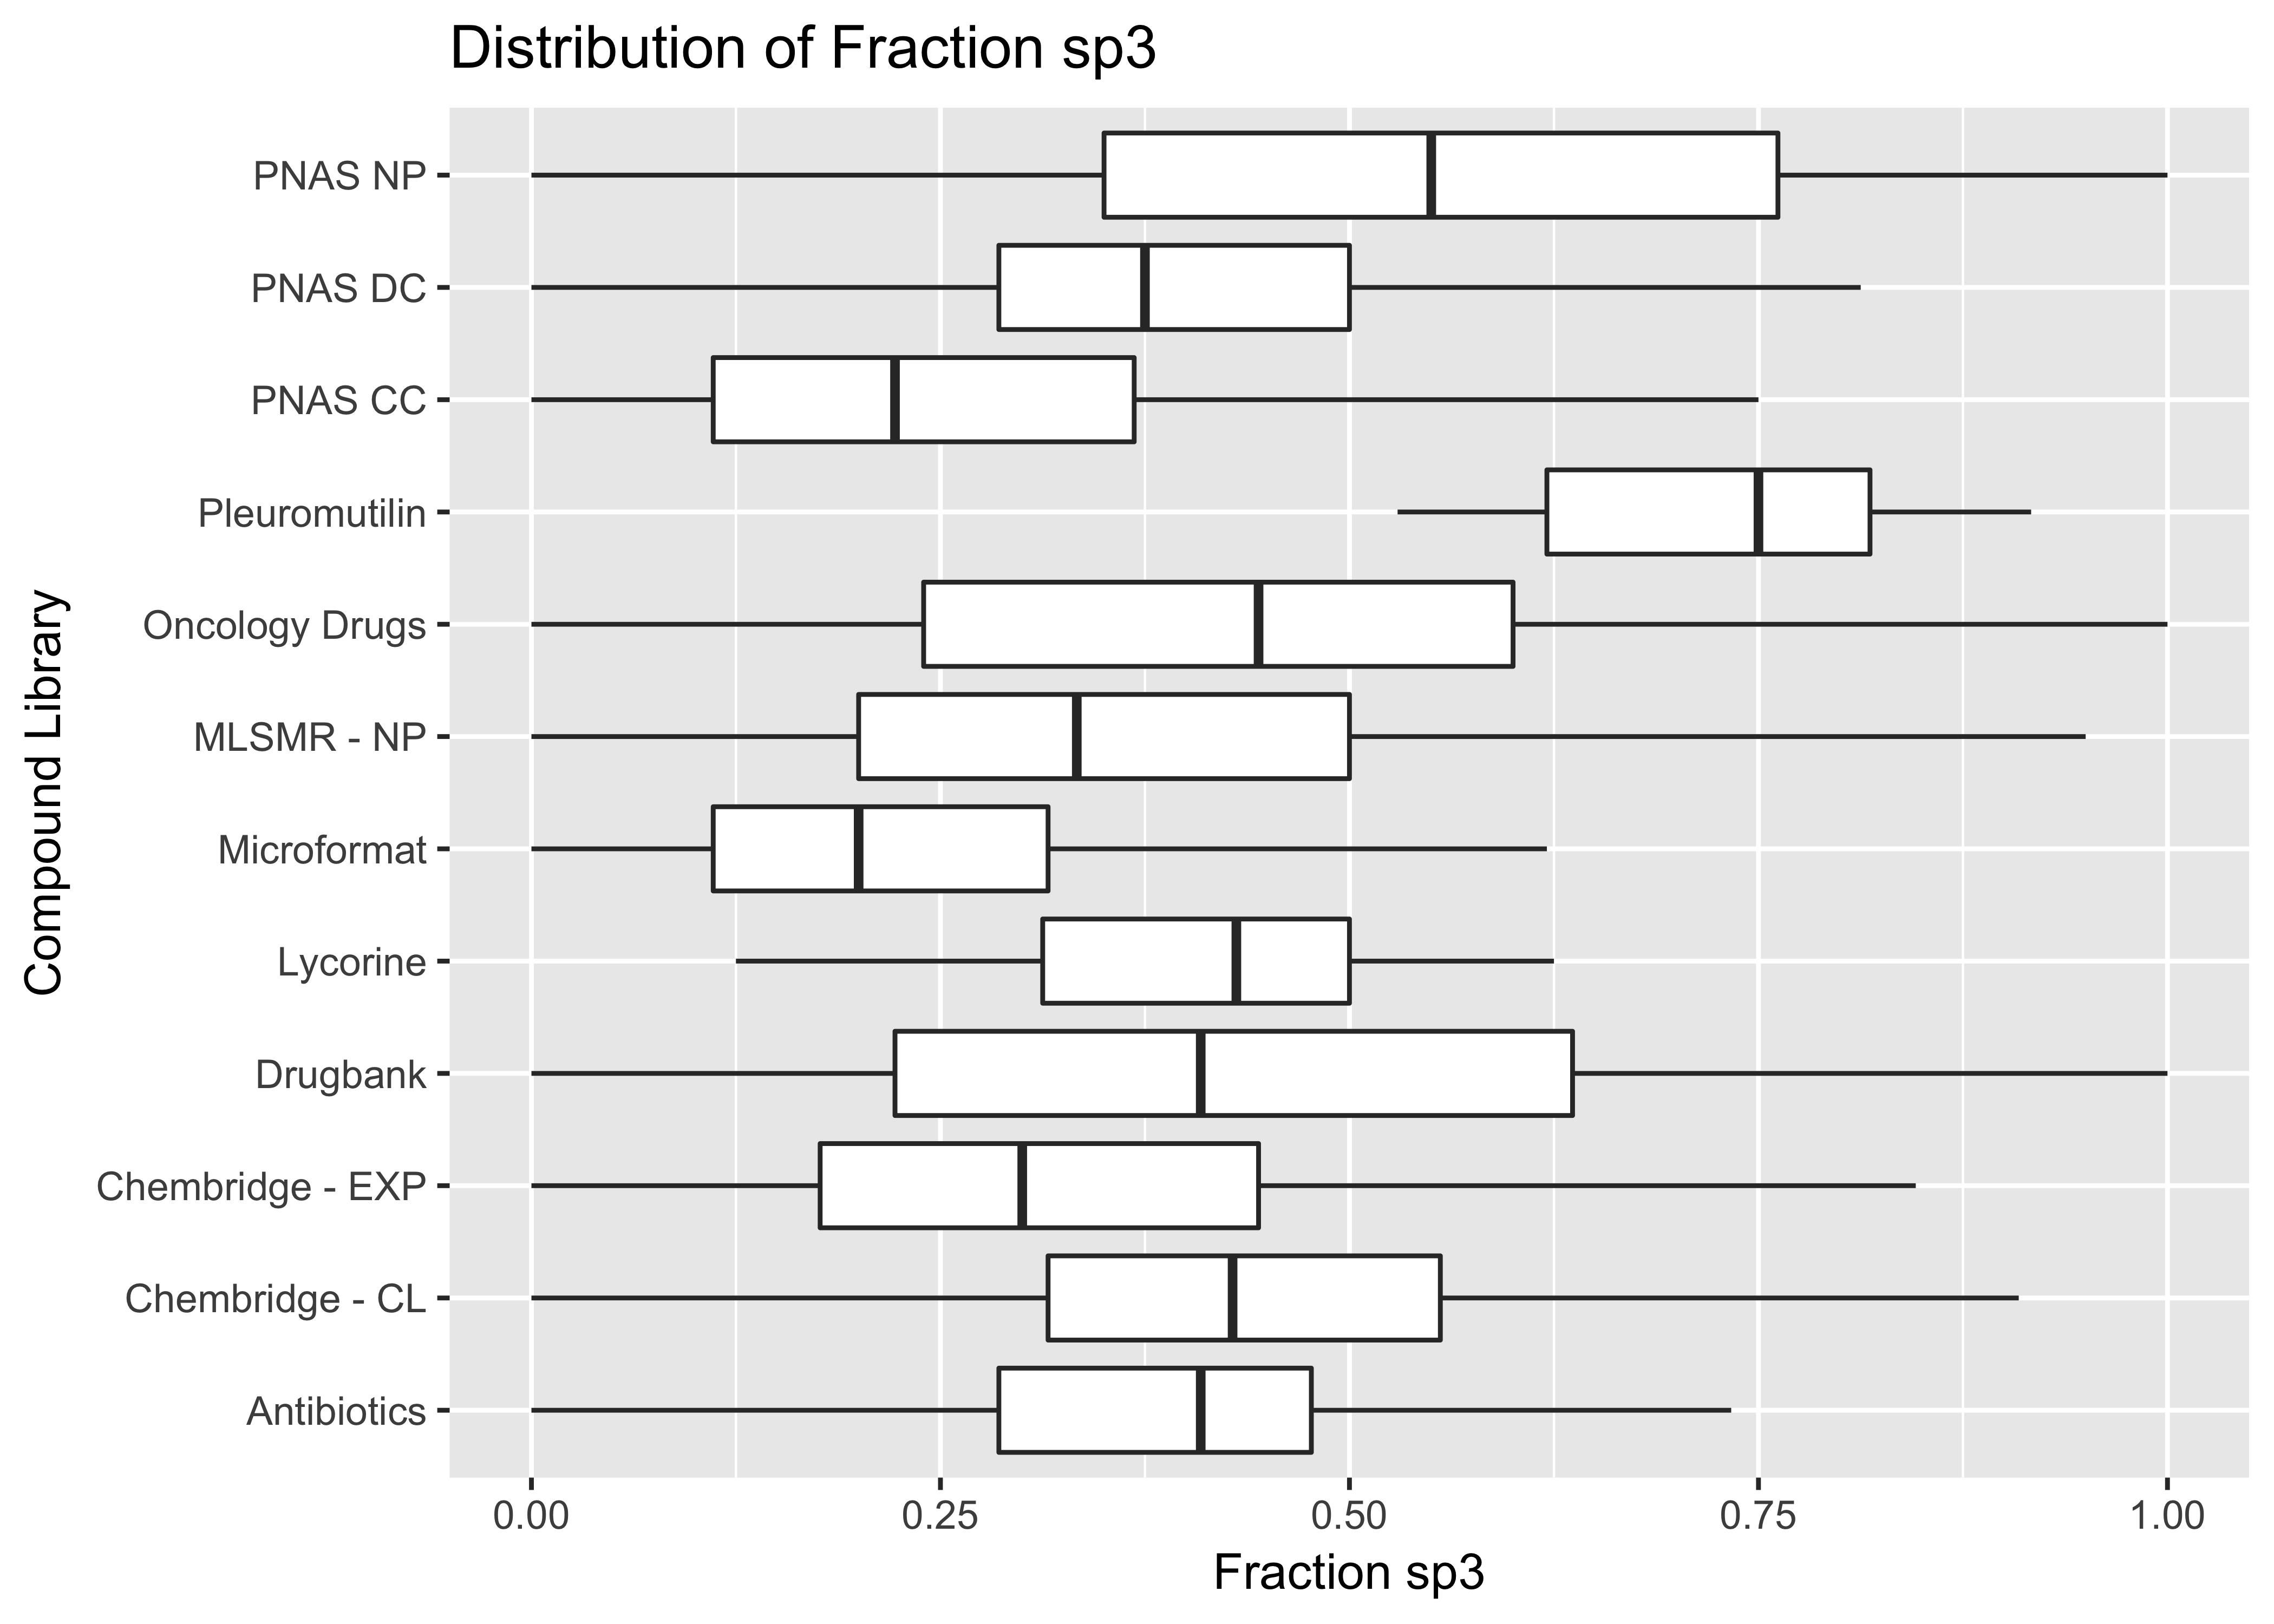 Distribution of Fraction sp3
Compound Library
PNAS NP
PNAS DC
PNAS CC
Pleuromutilin
Oncology Drugs
MLSMR - NP
Microformat
Lycorine
Drugbank
Chembridge - EXP
Chembridge - CL
Antibiotics
0.00 0.25 0.50 0.75 1.00
Fraction sp3